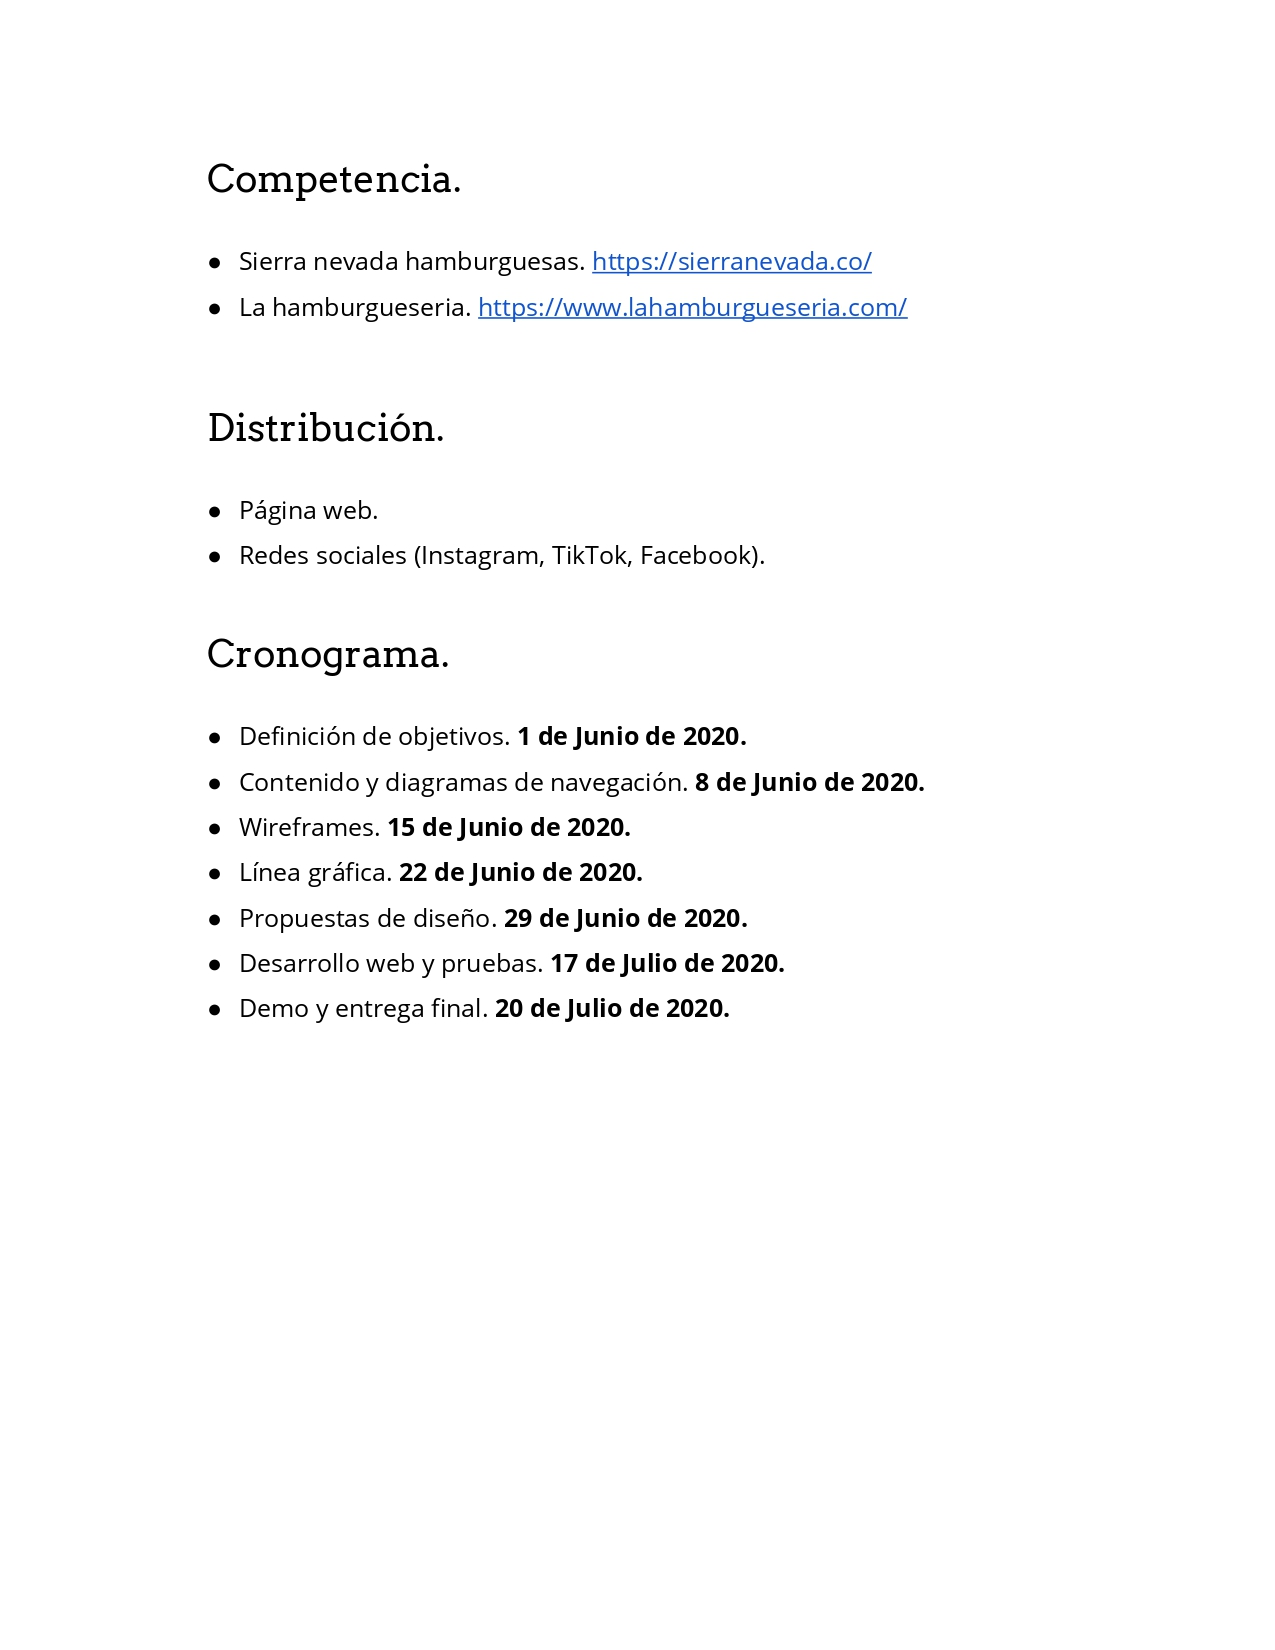 Competencia.
● Sierra nevada hamburguesas. https://sierranevada.co/
● La hamburgueseria. https://www.lahamburgueseria.com/
Distribución.
● Página web.
● Redes sociales (Instagram, TikTok, Facebook).
Cronograma.
● Definición de objetivos. 1 de Junio de 2020.
● Contenido y diagramas de navegación. 8 de Junio de 2020.
● Wireframes. 15 de Junio de 2020.
● Línea gráfica. 22 de Junio de 2020.
● Propuestas de diseño. 29 de Junio de 2020.
● Desarrollo web y pruebas. 17 de Julio de 2020.
● Demo y entrega final. 20 de Julio de 2020.